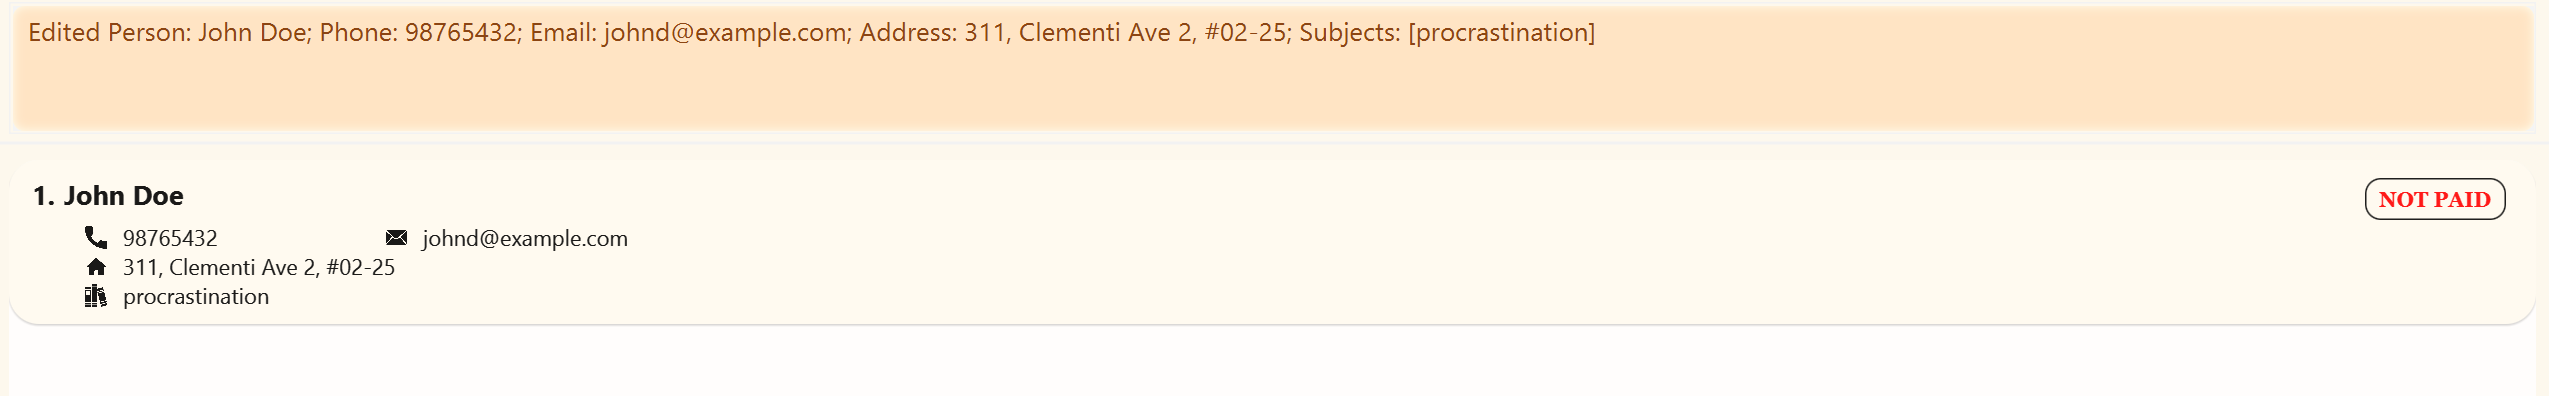 Edited Person: John Doe; Phone: 98765432; Email: johnd@example.com; Address: 311, Clementi Ave 2, #02-25; Subjects: [procrastination]
1. John Doe
NOT PAID
98765432 johnd@example.com
311, Clementi Ave 2, #02-25
procrastination